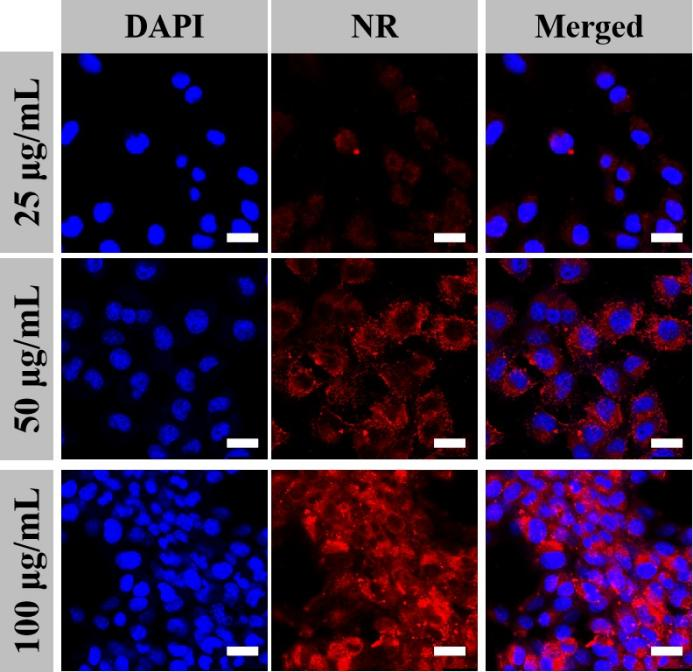 DAPI NR Merged
25 µg/mL
50 µg/mL
100 µg/mL